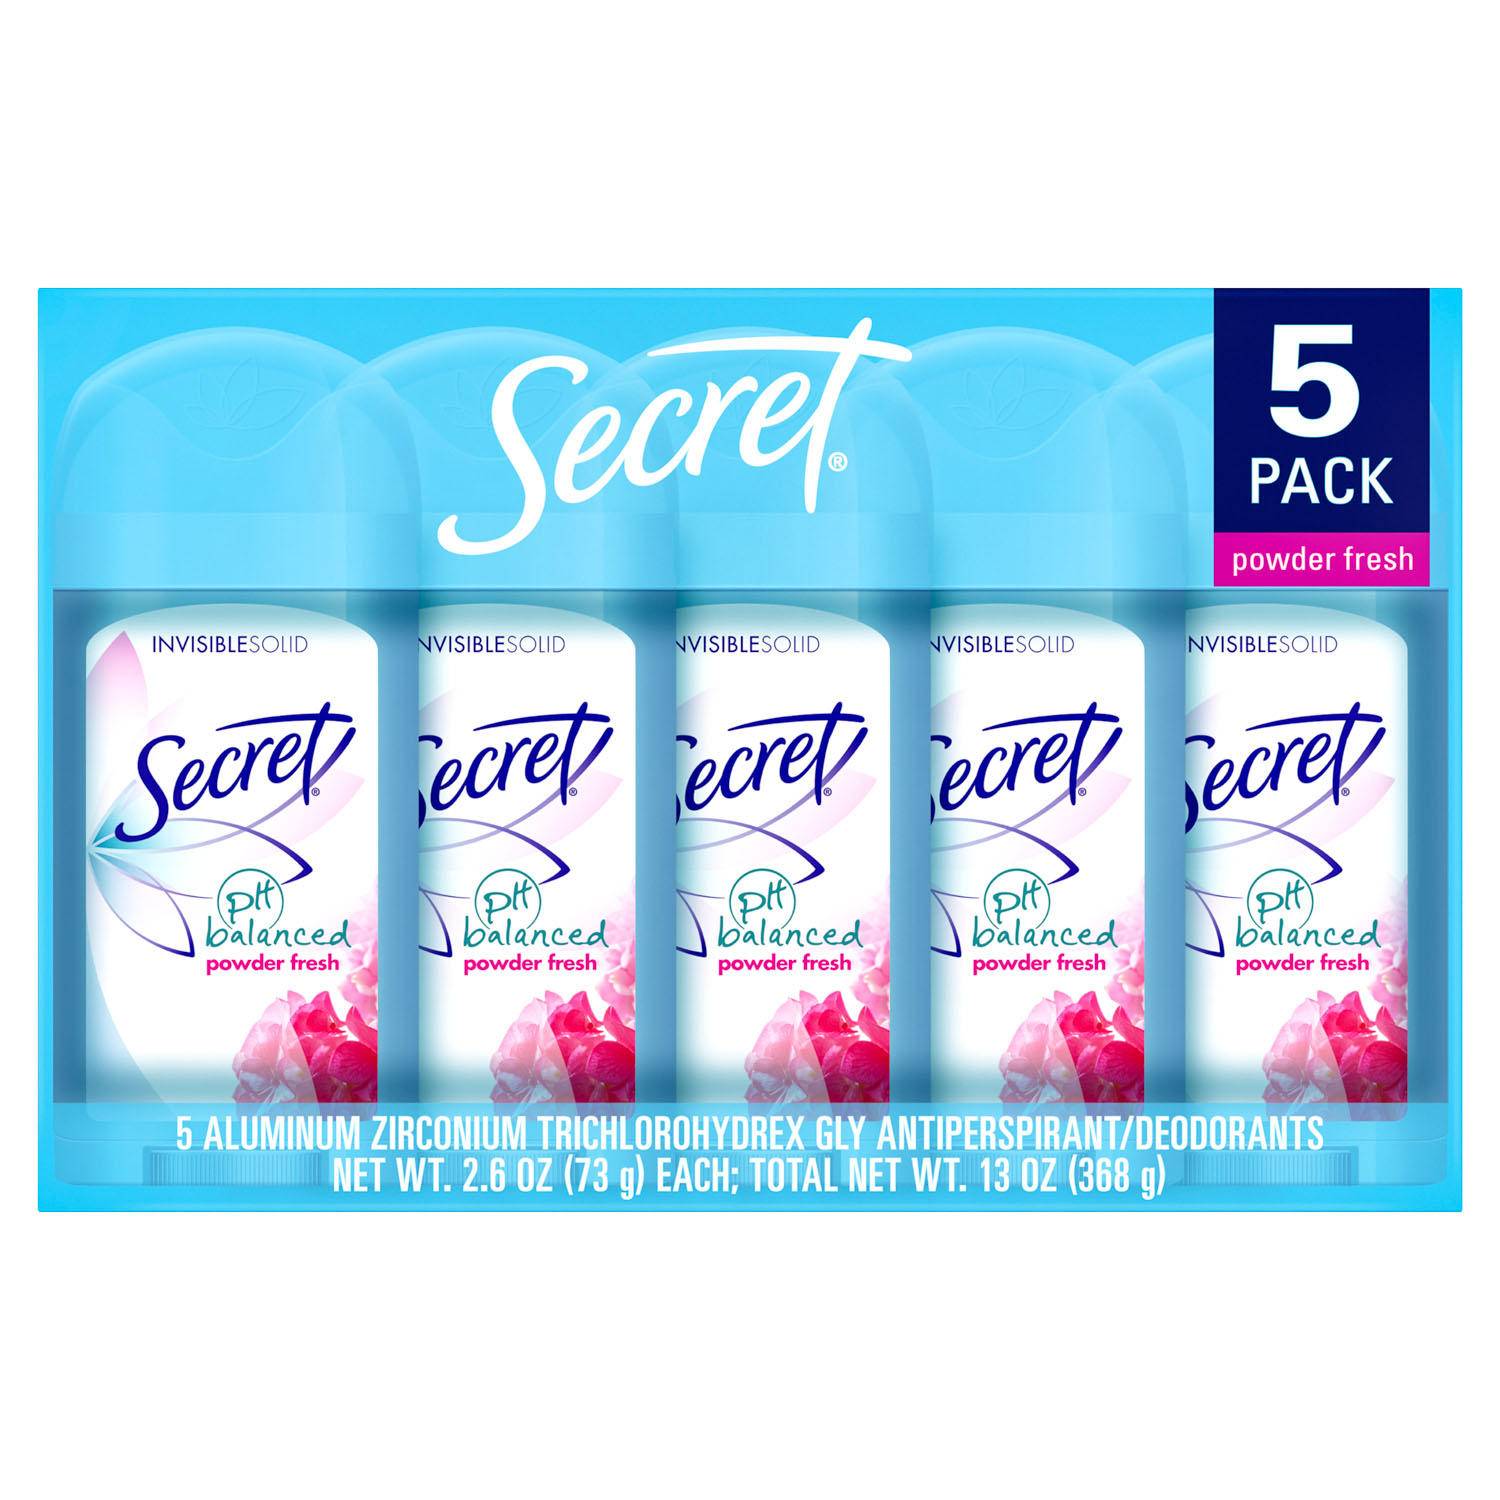 Secret®
5
PACK
powder fresh
INVISIBLESOLID
Secret®
pH
balanced
powder fresh
NVISIBLESOLID
Secret®
pH
balanced
powder fresh
NVISIBLESOLID
Secret®
pH
balanced
powder fresh
NVISIBLESOLID
Secret®
pH
balanced
powder fresh
NVISIBLESOLID
Secret®
pH
balanced
powder fresh
5 ALUMINUM ZIRCONIUM TRICHLOROHYDREX GLY ANTIPERSPIRANT/DEODORANTS
NET WT. 2.6 OZ (73 g) EACH; TOTAL NET WT. 13 OZ (368 g)